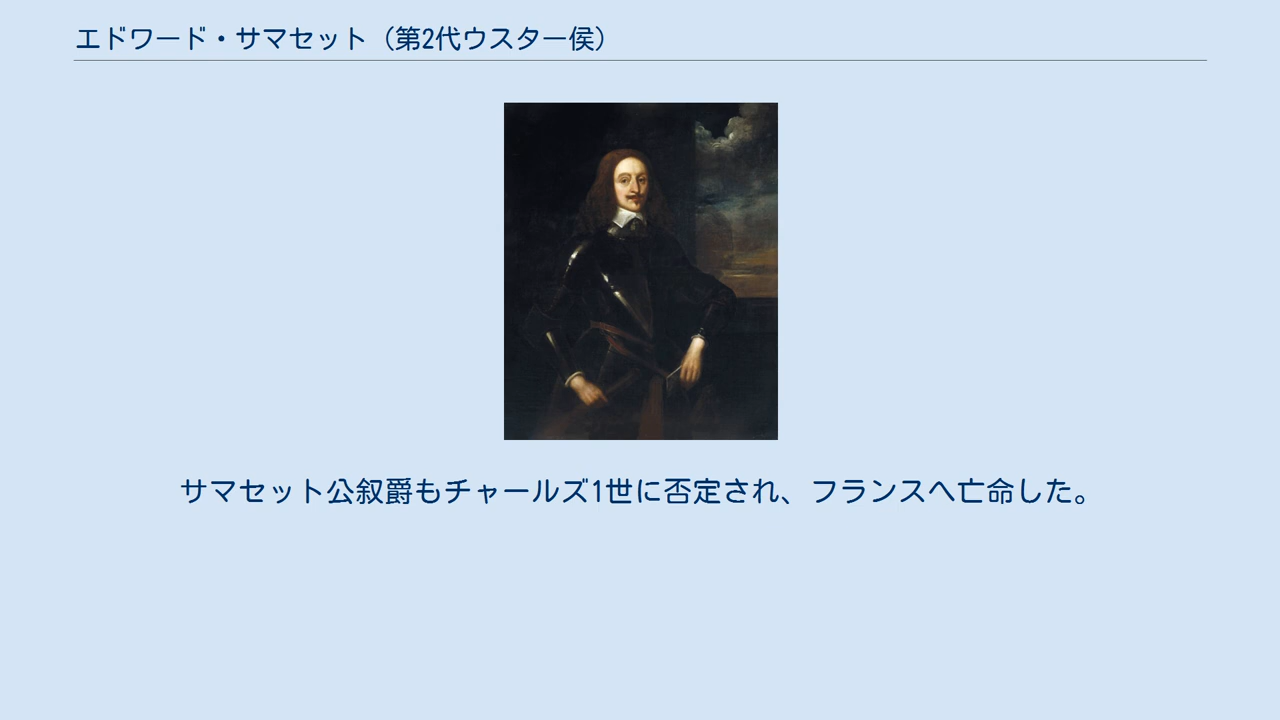 エドワード・サマセット（第2代ウスター侯）
サマセット公叙爵もチャールズ1世に否定され、フランスへ亡命した。